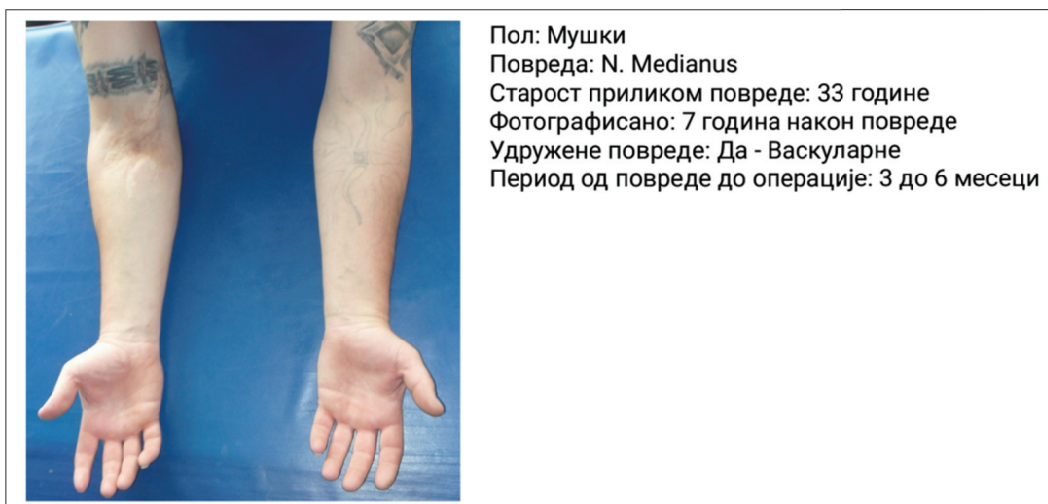 Пол: Мушки
Повреда: N. Medianus
Старост приликом повреде: 33 године
Фотографисано: 7 година након повреде
Удружене повреде: Да - Васкуларне
Период од повреде до операције: 3 до 6 месеци